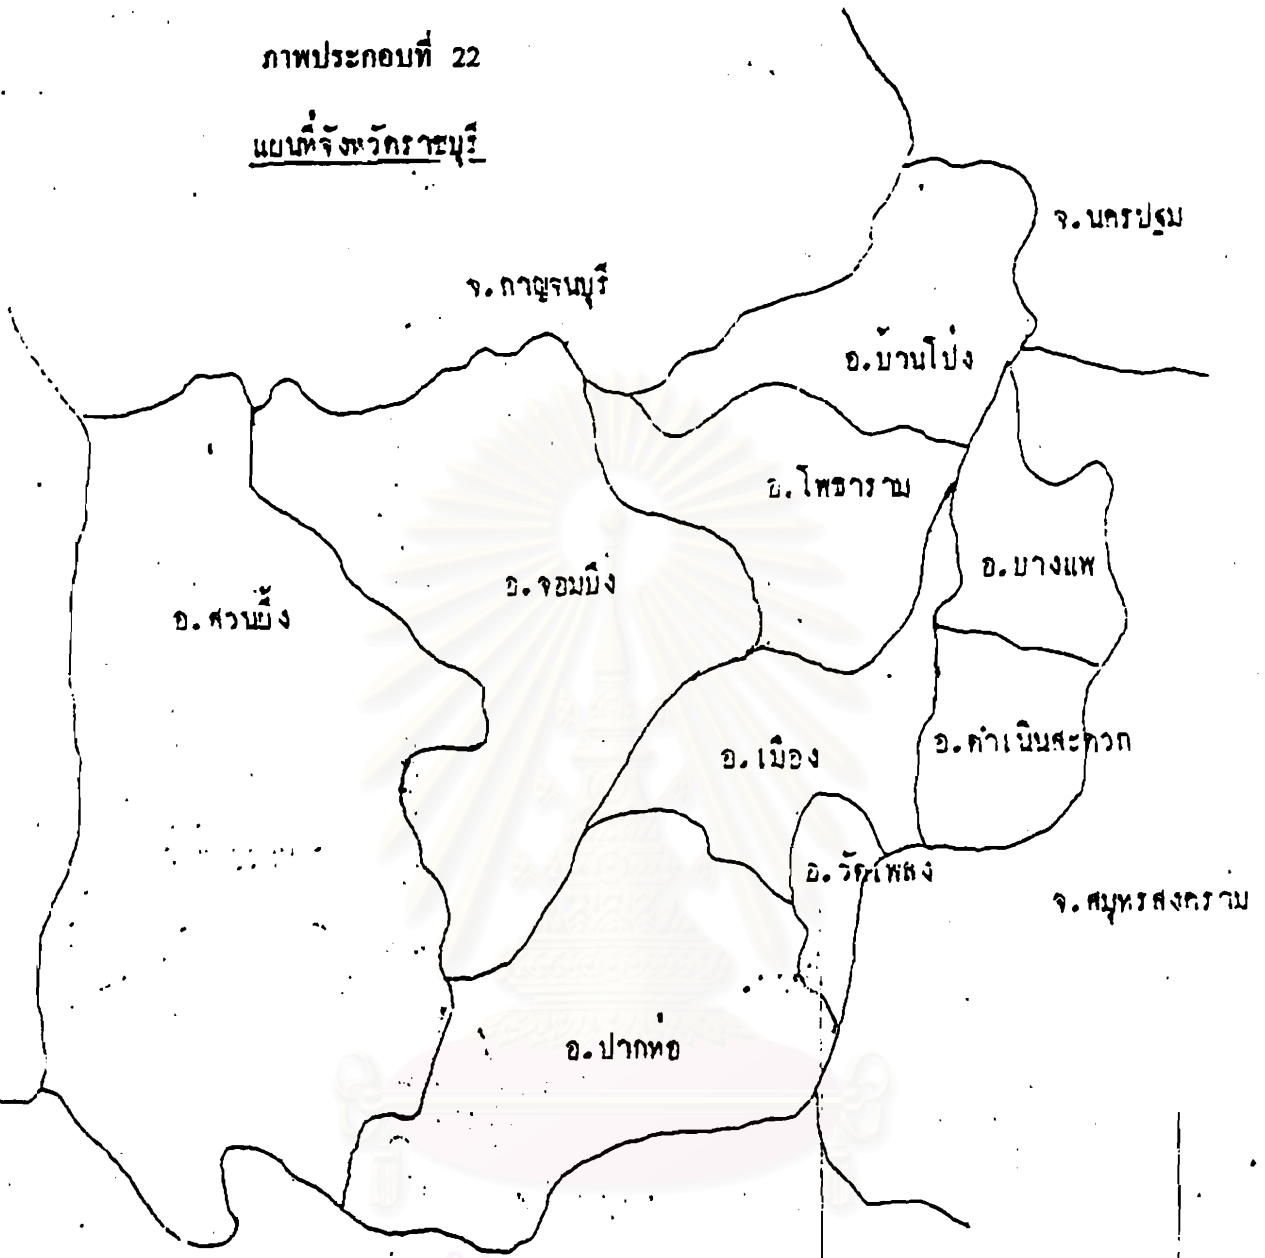 ภาพประกอบที่ 22
แผนที่จังหวัดราชบุรี
จ.นครปฐม
จ.กาญจนบุรี
อ.บ้านโป่ง
อ.โพธาราม
อ.บางแพ
อ.จอมบึง
อ.สวนผึ้ง
อ.ดำเนินสะดวก
อ.เมือง
อ.วัดเพลง
จ.สมุทรสงคราม
อ.ปากท่อ